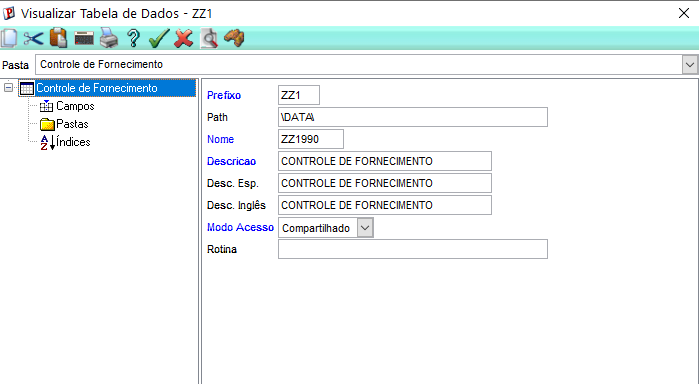 Visualizar Tabela de Dados - ZZ1
Pasta Controle de Fornecimento
Controle de Fornecimento
Campos
Pastas
Índices
Prefixo ZZ1
Path \DATA\
Nome ZZ1990
Descricao CONTROLE DE FORNECIMENTO
Desc. Esp. CONTROLE DE FORNECIMENTO
Desc. Inglês CONTROLE DE FORNECIMENTO
Modo Acesso Compartilhado
Rotina